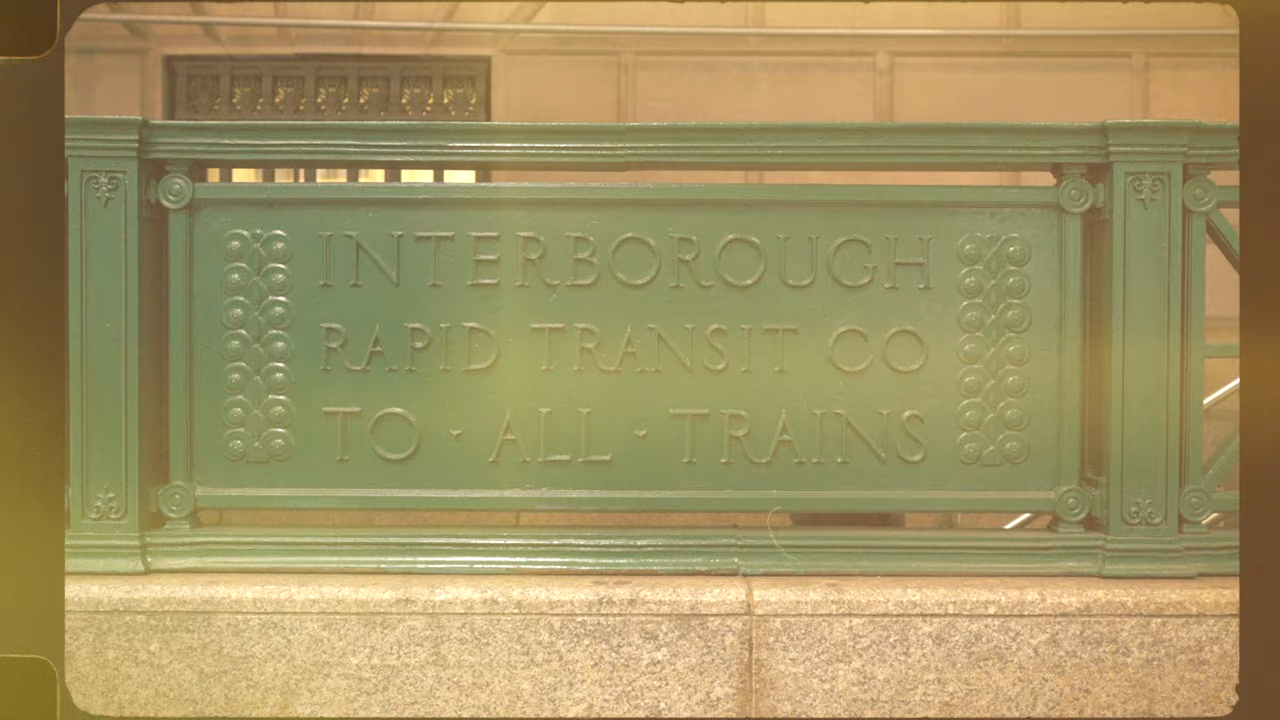 INTERBOROUGH
RAPID TRANSIT CO
TO · ALL · TRAINS